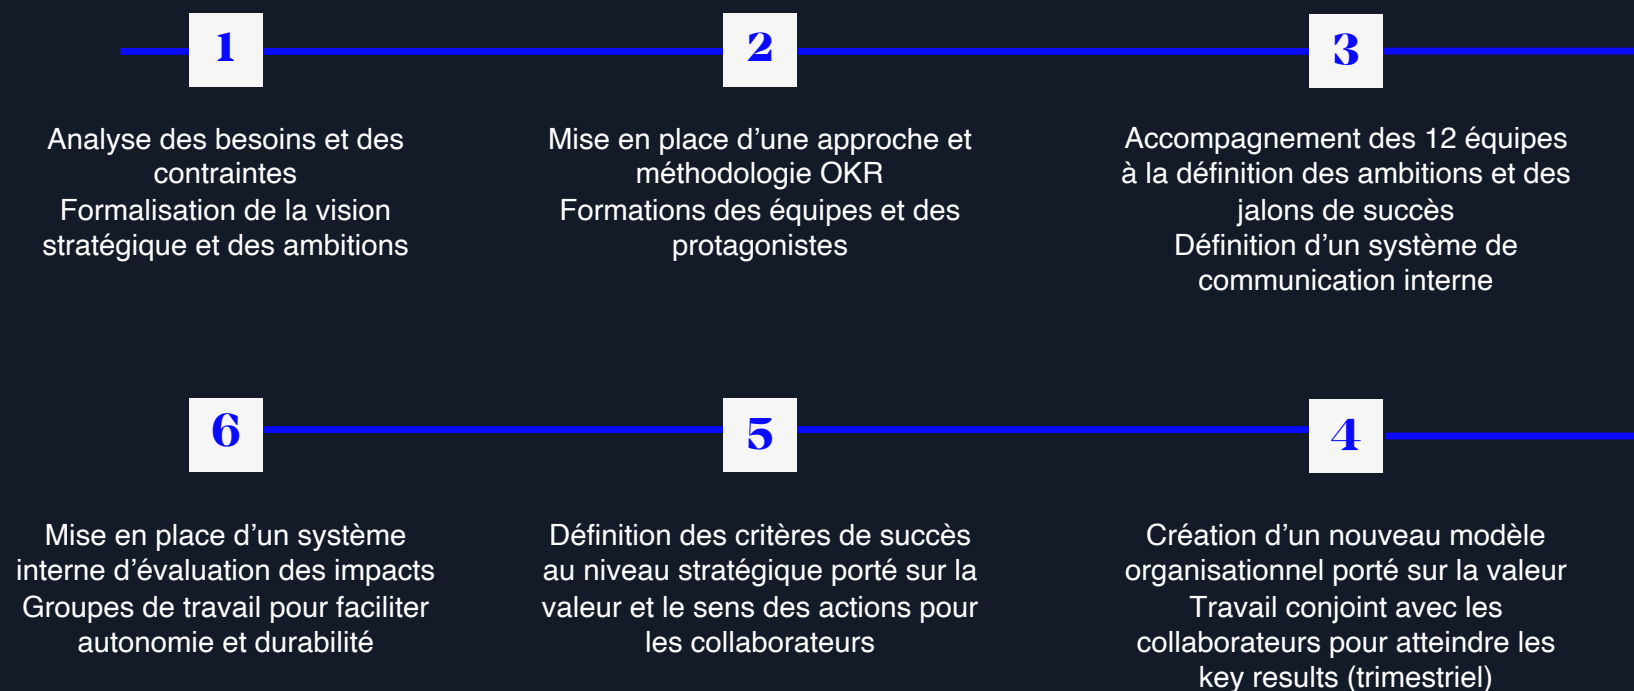 1
Analyse des besoins et des
contraintes
Formalisation de la vision
stratégique et des ambitions
2
Mise en place d’une approche et
méthodologie OKR
Formations des équipes et des
protagonistes
3
Accompagnement des 12 équipes
à la définition des ambitions et des
jalons de succès
Définition d’un système de
communication interne
4
Création d’un nouveau modèle
organisationnel porté sur la valeur
Travail conjoint avec les
collaborateurs pour atteindre les
key results (trimestriel)
5
Définition des critères de succès
au niveau stratégique porté sur la
valeur et le sens des actions pour
les collaborateurs
6
Mise en place d’un système
interne d’évaluation des impacts
Groupes de travail pour faciliter
autonomie et durabilité